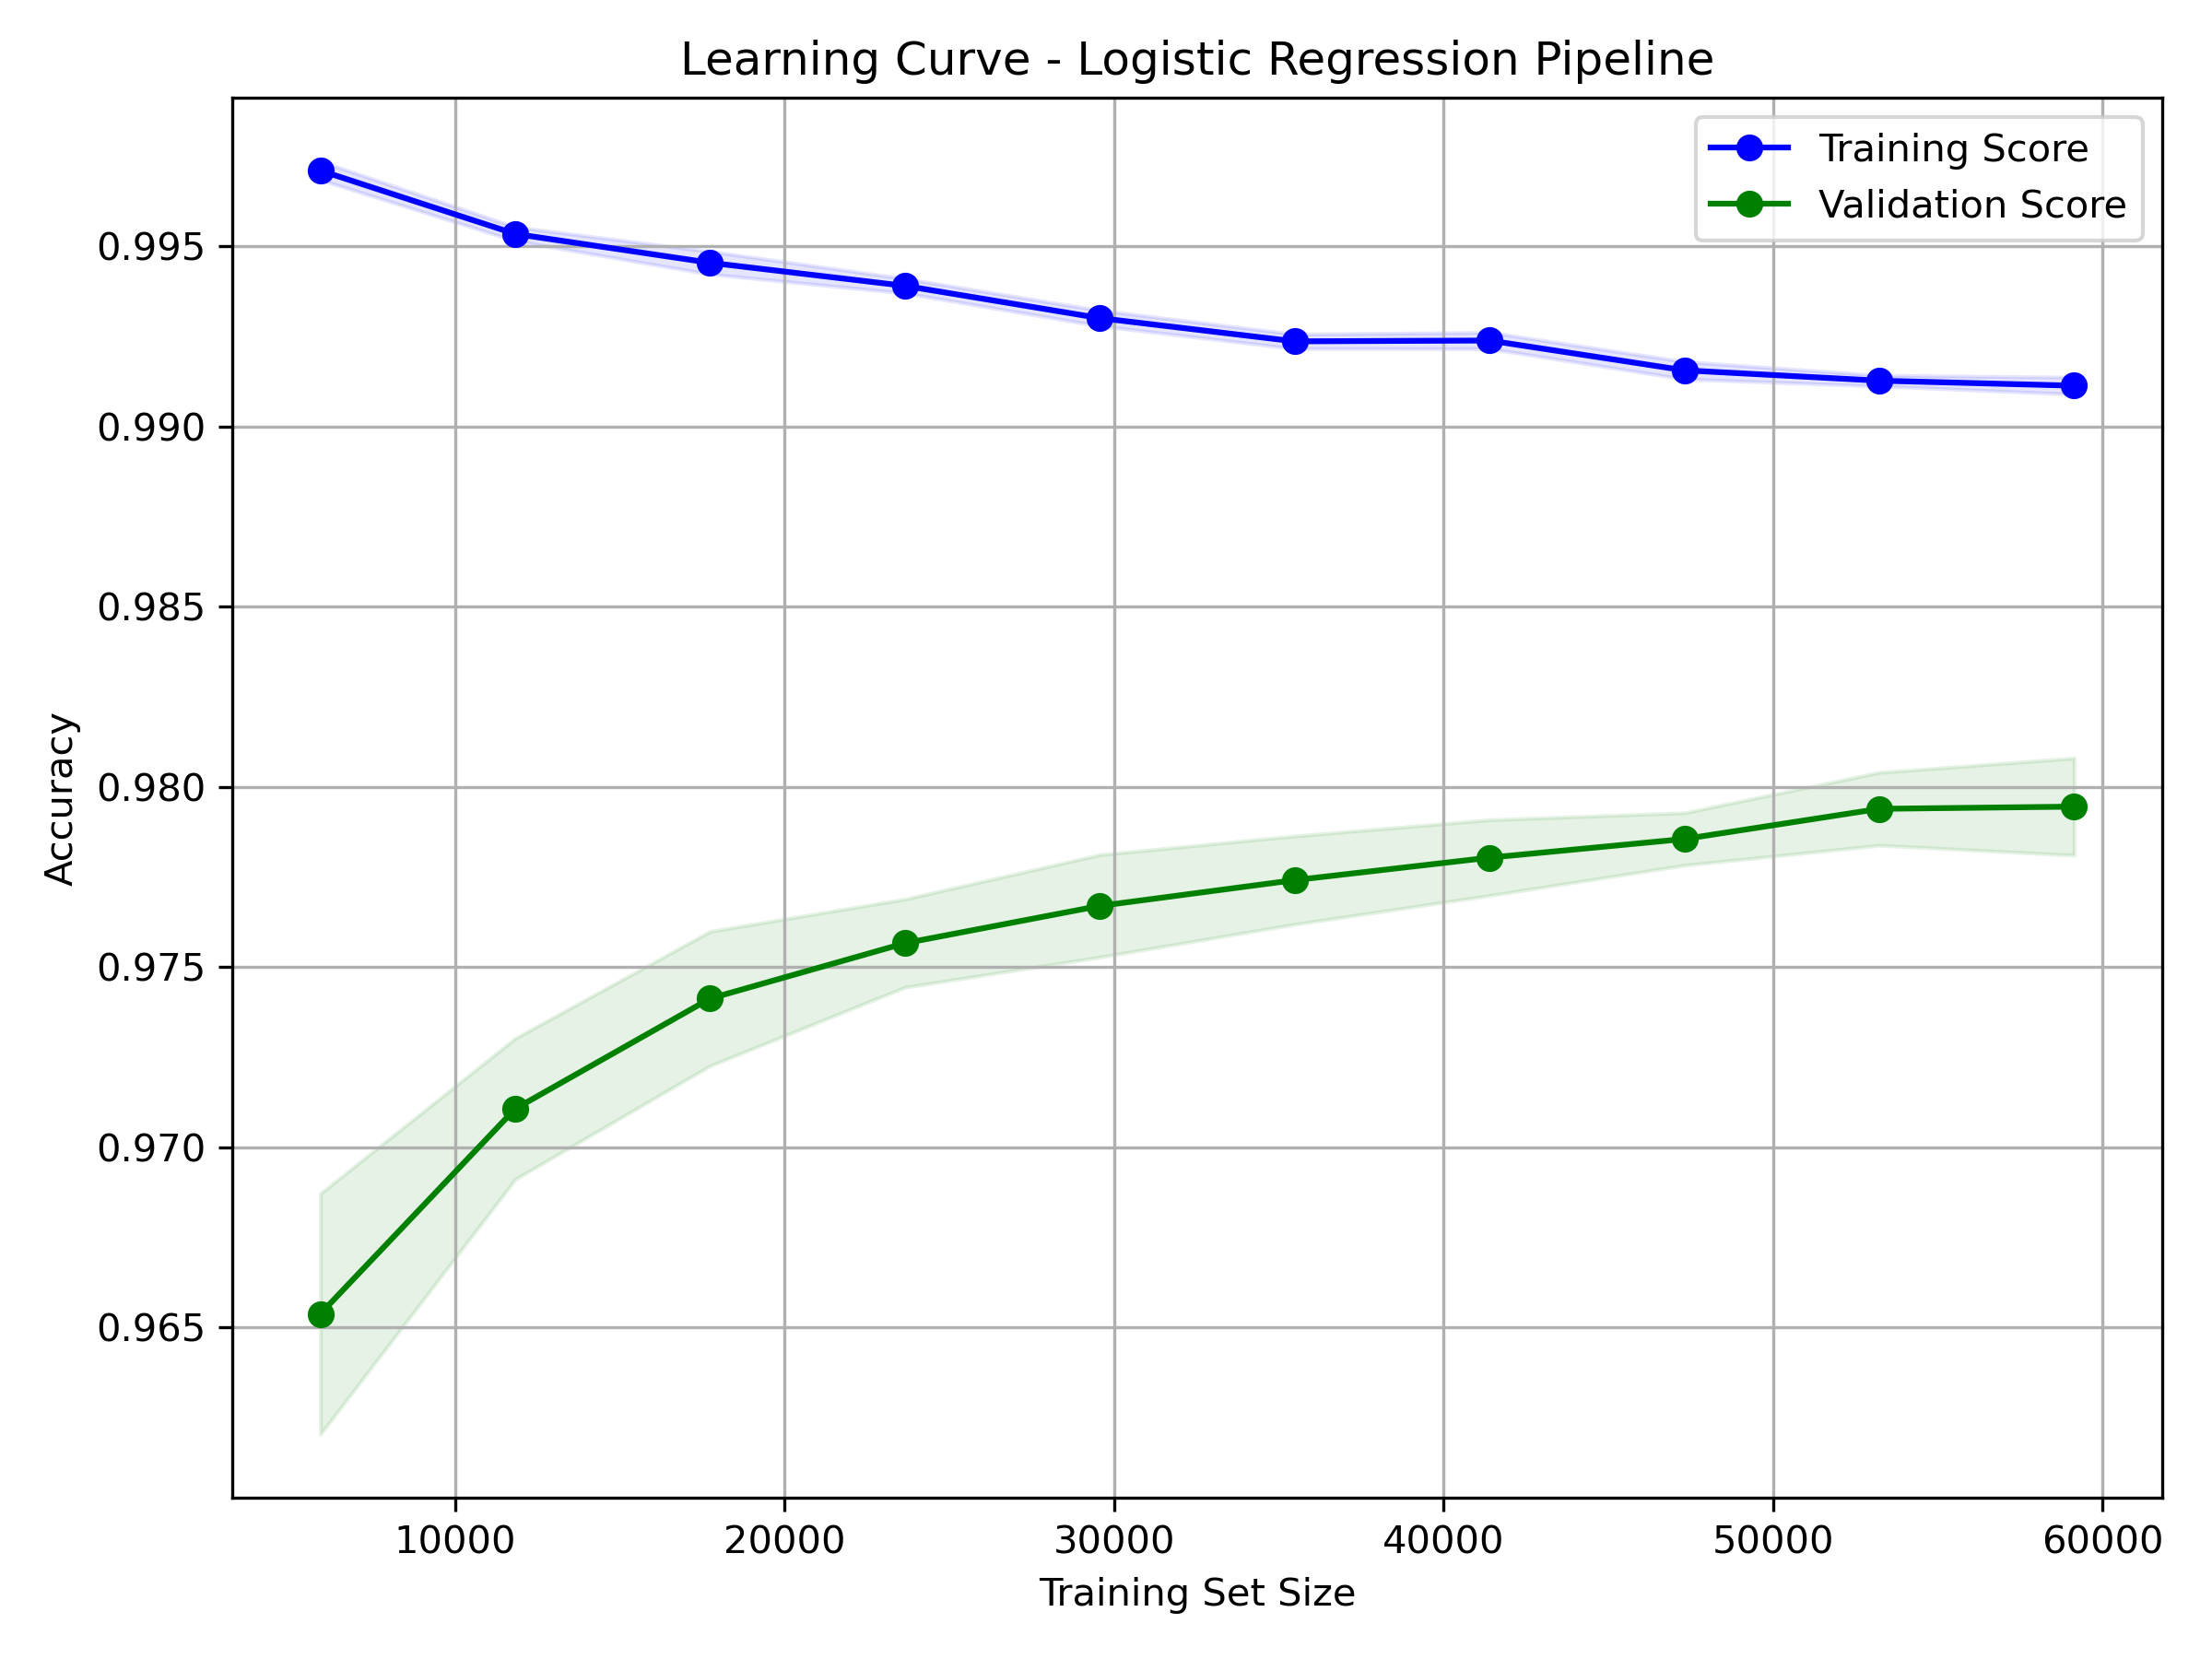 Learning Curve - Logistic Regression Pipeline
Training Score
Validation Score
0.995
0.990
0.985
0.980
0.975
0.970
0.965
Accuracy
10000 20000 30000 40000 50000 60000
Training Set Size